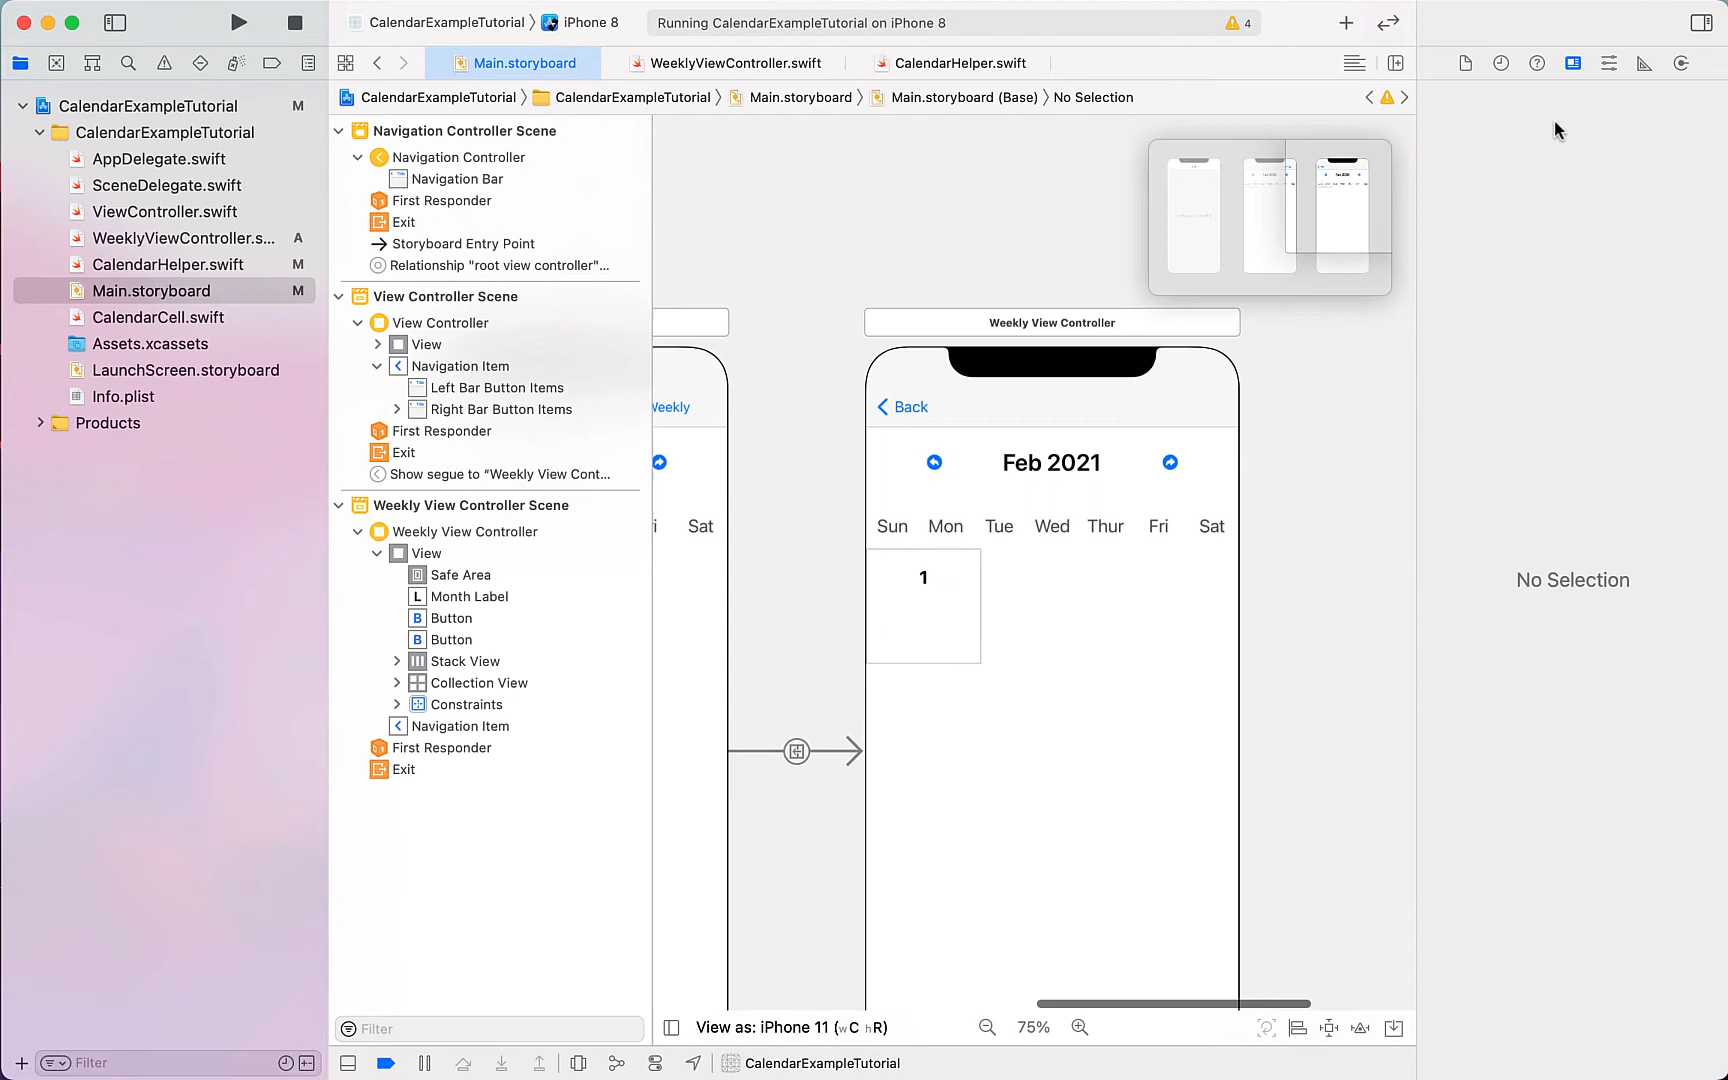 CalendarExampleTutorial
iPhone 8
Running CalendarExampleTutorial on iPhone 8
4
Main.storyboard
WeeklyViewController.swift
CalendarHelper.swift
CalendarExampleTutorial
CalendarExampleTutorial
Main.storyboard
Main.storyboard (Base)
No Selection
CalendarExampleTutorial
M
CalendarExampleTutorial
AppDelegate.swift
SceneDelegate.swift
ViewController.swift
WeeklyViewController.s...
A
CalendarHelper.swift
M
Main.storyboard
M
CalendarCell.swift
Assets.xcassets
LaunchScreen.storyboard
Info.plist
Products
Filter
Navigation Controller Scene
Navigation Controller
Navigation Bar
First Responder
Exit
Storyboard Entry Point
Relationship "root view controller"...
View Controller Scene
View Controller
View
Navigation Item
Left Bar Button Items
Right Bar Button Items
First Responder
Exit
Show segue to “Weekly View Cont...
Weekly View Controller Scene
Weekly View Controller
View
Safe Area
L Month Label
B Button
B Button
Stack View
Collection View
Constraints
Navigation Item
First Responder
Exit
Filter
Weekly
Sat
Weekly View Controller
Back
Feb 2021
Sun Mon Tue Wed Thur Fri Sat
1
Feb 2021
Feb 2021
View as: iPhone 11 (wC hR)
75%
CalendarExampleTutorial
No Selection